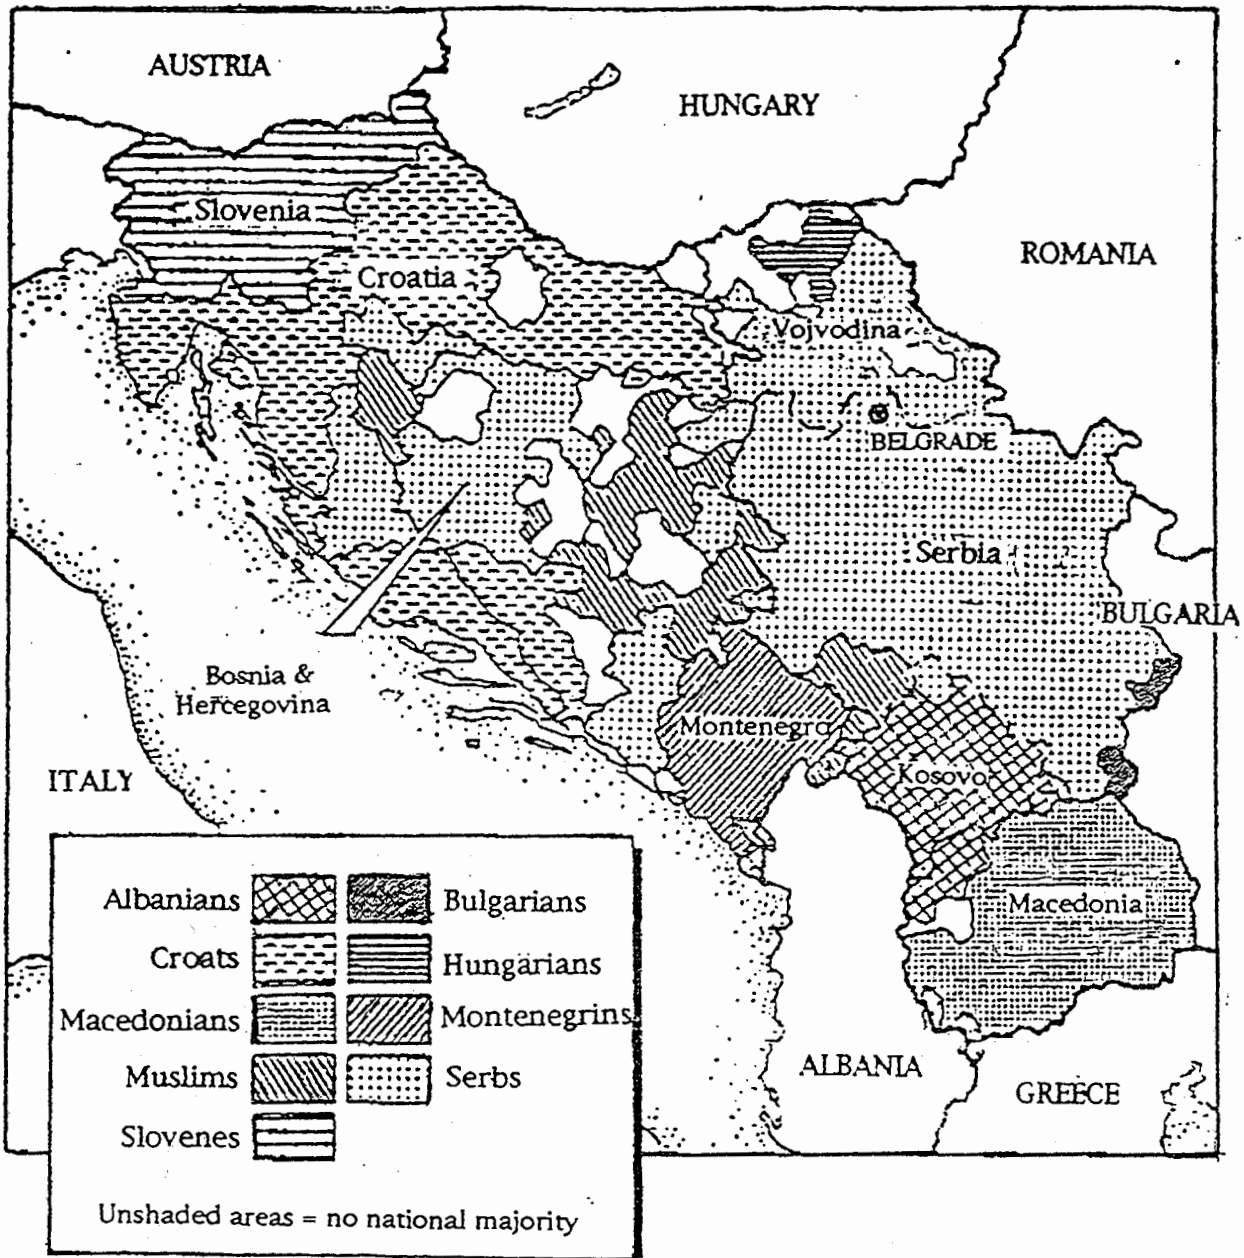 AUSTRIA
HUNGARY
Slovenia
ROMANIA
Croatia
Vojvodina
BELGRADE
Serbia
BULGARIA
Bosnia &
Hercegovina
Montenegro
ITALY
Kosovo
Macedonia
ALBANIA
GREECE
Albanians
Bulgarians
Croats
Hungarians
Macedonians
Montenegrins
Muslims
Serbs
Slovenes
Unshaded areas = no national majority